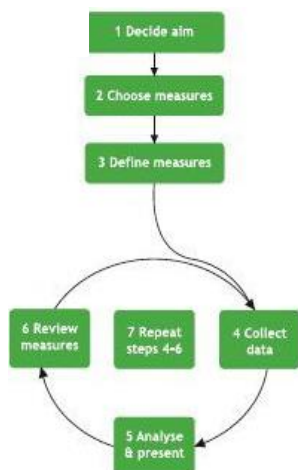 1 Decide aim
2 Choose measures
3 Define measures
4 Collect
data
5 Analyse
& present
6 Review
measures
7 Repeat
steps 4-6